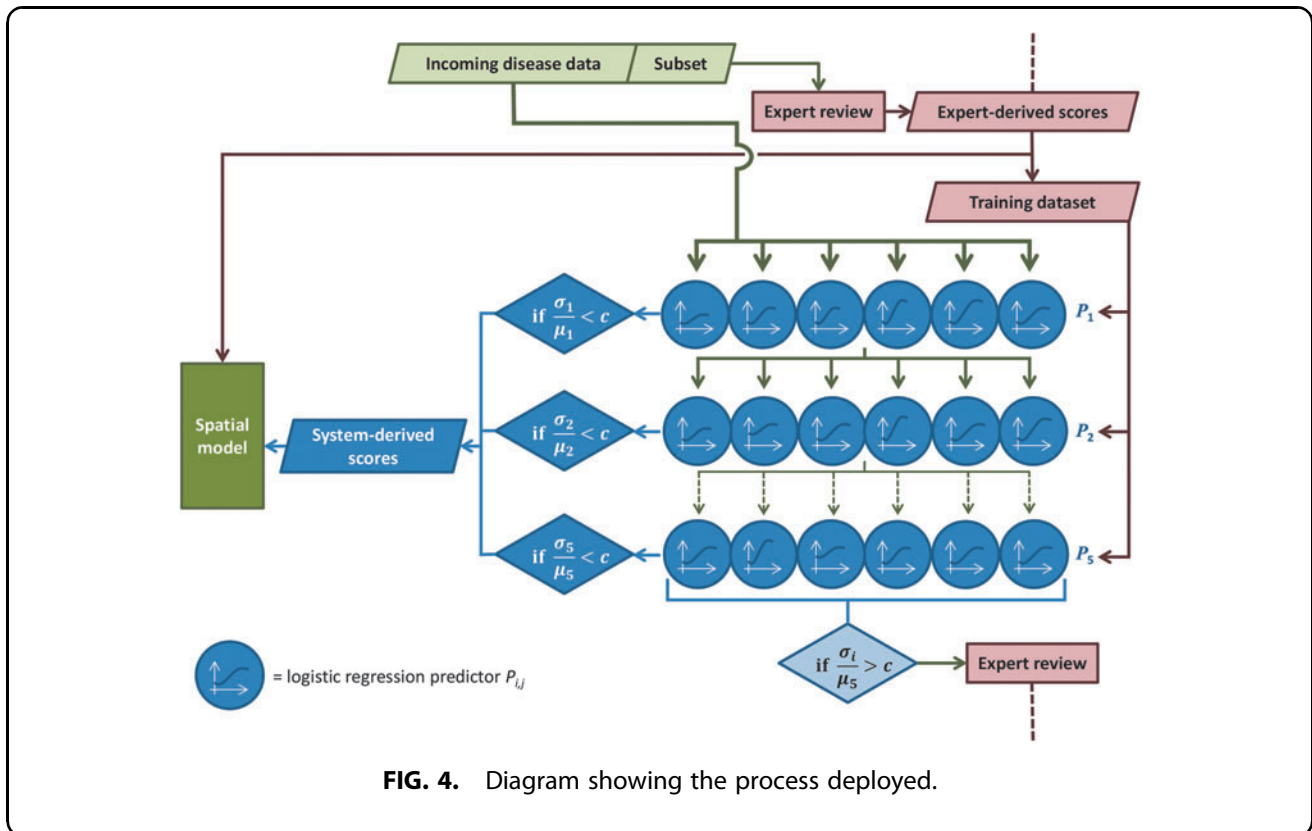 Incoming disease data
Subset
Expert review
Expert-derived scores
Training dataset
if σ₁/μ₁ < c
P₁
Spatial
model
System-derived
scores
if σ₂/μ₂ < c
P₂
if σ₅/μ₅ < c
P₅
if σᵢ/μ₅ > c
Expert review
= logistic regression predictor Pᵢ,ⱼ
FIG. 4. Diagram showing the process deployed.